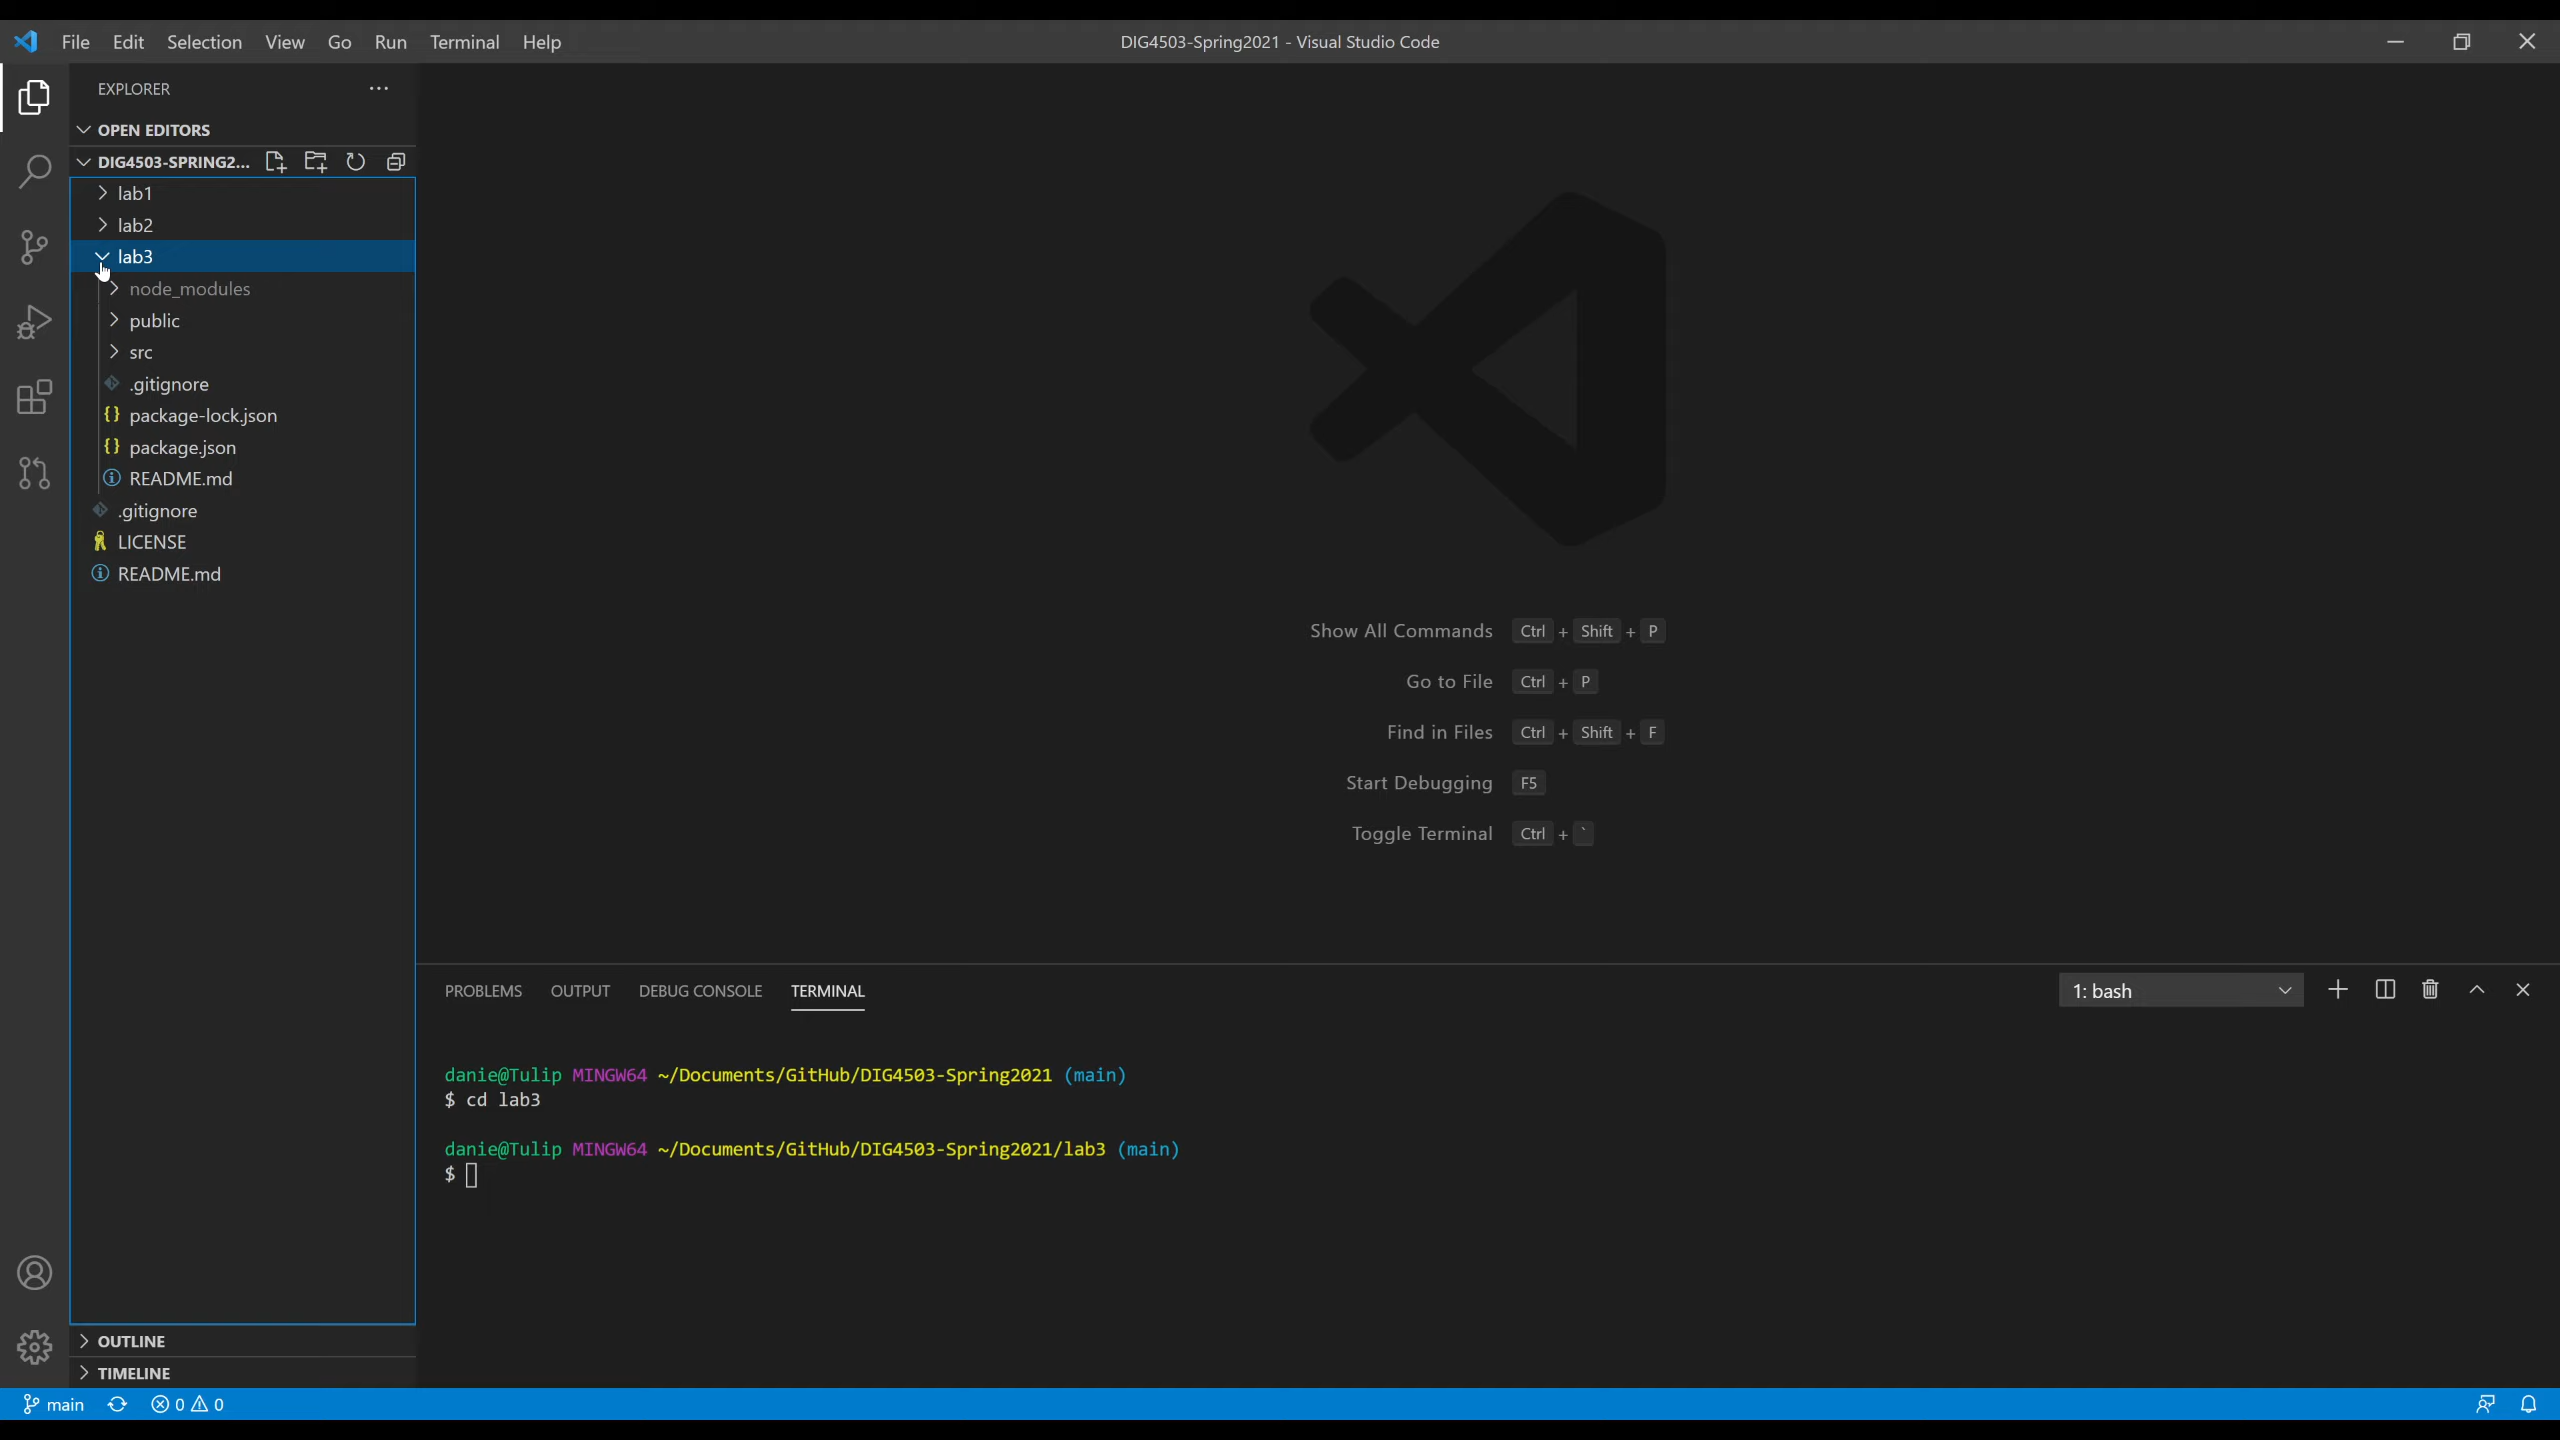 File Edit Selection View Go Run Terminal Help
DIG4503-Spring2021 - Visual Studio Code
EXPLORER
OPEN EDITORS
DIG4503-SPRING2...
lab1
lab2
lab3
node_modules
public
src
.gitignore
package-lock.json
package.json
README.md
.gitignore
LICENSE
README.md
OUTLINE
TIMELINE
Show All Commands Ctrl + Shift + P
Go to File Ctrl + P
Find in Files Ctrl + Shift + F
Start Debugging F5
Toggle Terminal Ctrl + `
PROBLEMS OUTPUT DEBUG CONSOLE TERMINAL
1: bash
danie@Tulip MINGW64 ~/Documents/GitHub/DIG4503-Spring2021 (main)
$ cd lab3
danie@Tulip MINGW64 ~/Documents/GitHub/DIG4503-Spring2021/lab3 (main)
$
main 0 0